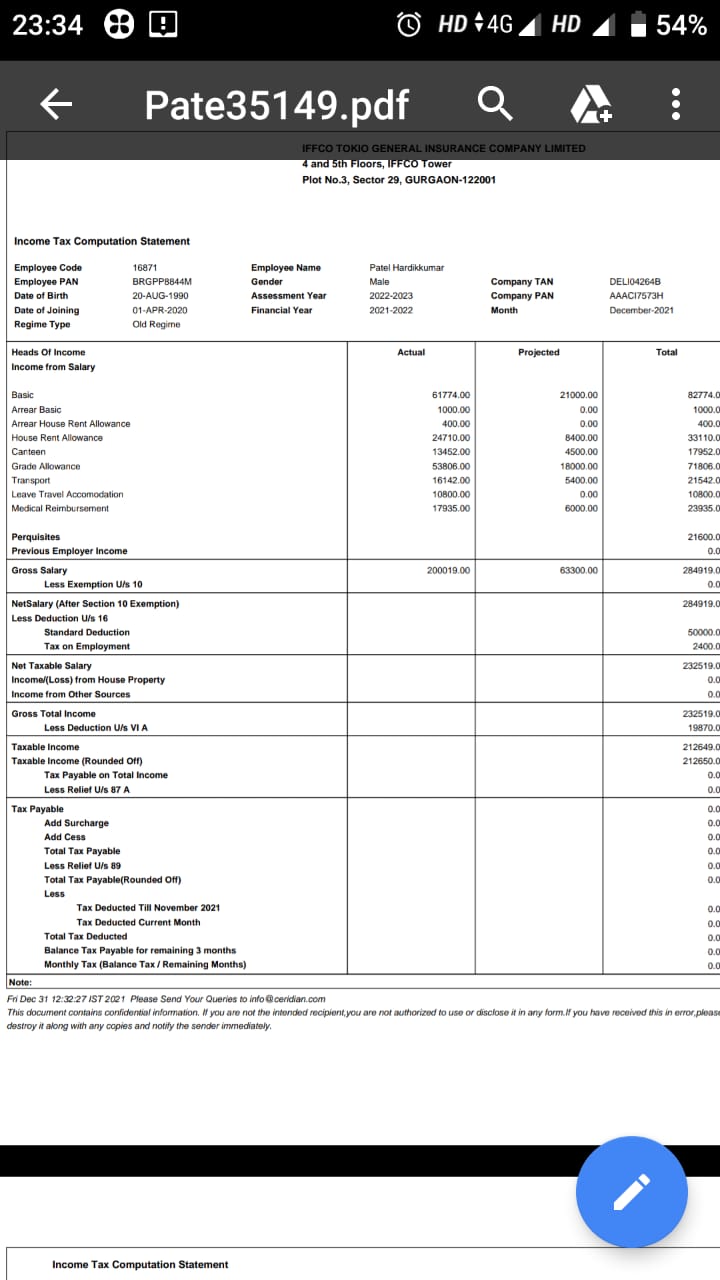 23:34 HD 4G HD 54%
Pate35149.pdf
IFFCO TOKIO GENERAL INSURANCE COMPANY LIMITED
4 and 5th Floors, IFFCO Tower
Plot No.3, Sector 29, GURGAON-122001
Income Tax Computation Statement
Employee Code 16871 Employee Name Patel Hardikkumar
Employee PAN BRGPP8844M Gender Male Company TAN DELI04264B
Date of Birth 20-AUG-1990 Assessment Year 2022-2023 Company PAN AAACI7573H
Date of Joining 01-APR-2020 Financial Year 2021-2022 Month December-2021
Regime Type Old Regime
Heads Of Income Actual Projected Total
Income from Salary
Basic 61774.00 21000.00 82774.0
Arrear Basic 1000.00 0.00 1000.0
Arrear House Rent Allowance 400.00 0.00 400.0
House Rent Allowance 24710.00 8400.00 33110.0
Canteen 13452.00 4500.00 17952.0
Grade Allowance 53806.00 18000.00 71806.0
Transport 16142.00 5400.00 21542.0
Leave Travel Accomodation 10800.00 0.00 10800.0
Medical Reimbursement 17935.00 6000.00 23935.0
Perquisites 21600.0
Previous Employer Income 0.0
Gross Salary 200019.00 63300.00 284919.0
Less Exemption U/s 10 0.0
NetSalary (After Section 10 Exemption) 284919.0
Less Deduction U/s 16
Standard Deduction 50000.0
Tax on Employment 2400.0
Net Taxable Salary 232519.0
Income/(Loss) from House Property 0.0
Income from Other Sources 0.0
Gross Total Income 232519.0
Less Deduction U/s VI A 19870.0
Taxable Income 212649.0
Taxable Income (Rounded Off) 212650.0
Tax Payable on Total Income 0.0
Less Relief U/s 87 A 0.0
Tax Payable 0.0
Add Surcharge 0.0
Add Cess 0.0
Total Tax Payable 0.0
Less Relief U/s 89 0.0
Total Tax Payable(Rounded Off) 0.0
Less
Tax Deducted Till November 2021 0.0
Tax Deducted Current Month 0.0
Total Tax Deducted 0.0
Balance Tax Payable for remaining 3 months 0.0
Monthly Tax (Balance Tax / Remaining Months) 0.0
Note:
Fri Dec 31 12:32:27 IST 2021 Please Send Your Queries to info@ceridian.com
This document contains confidential information. If you are not the intended recipient,you are not authorized to use or disclose it in any form.If you have received this in error,please
destroy it along with any copies and notify the sender immediately.
Income Tax Computation Statement